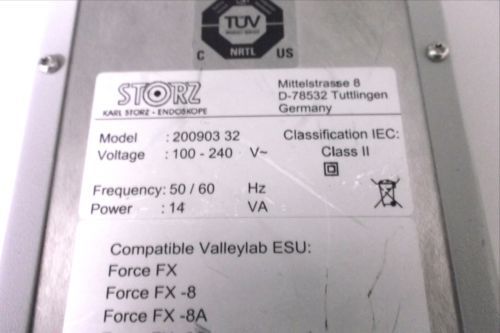 TÜV
C NRTL US
STORZ
KARL STORZ - ENDOSKOPE
Mittelstrasse 8
D-78532 Tuttlingen
Germany
Model : 200903 32
Voltage : 100 - 240 V~
Classification IEC:
Class II
Frequency: 50 / 60 Hz
Power : 14 VA
Compatible Valleylab ESU:
Force FX
Force FX -8
Force FX -8A